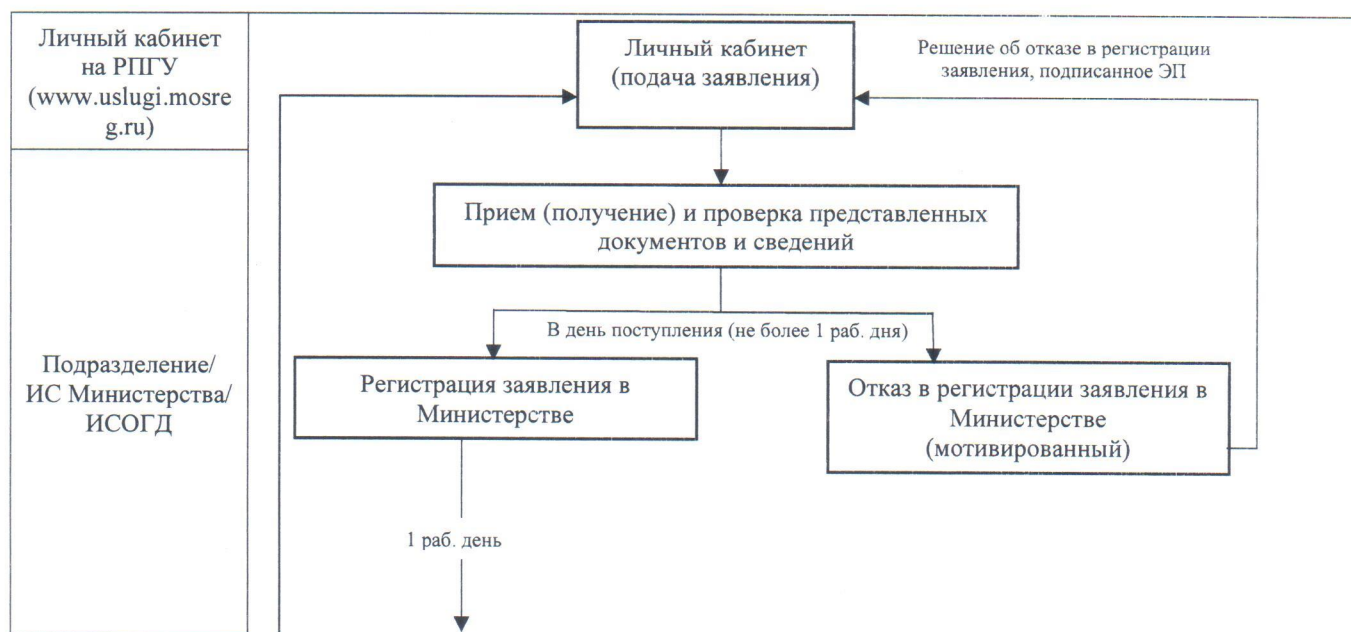 Личный кабинет
на РПГУ
(www.uslugi.mosre
g.ru)
Личный кабинет
(подача заявления)
Решение об отказе в регистрации
заявления, подписанное ЭП
Прием (получение) и проверка представленных
документов и сведений
В день поступления (не более 1 раб. дня)
Подразделение/
ИС Министерства/
ИСОГД
Регистрация заявления в
Министерстве
Отказ в регистрации заявления в
Министерстве
(мотивированный)
1 раб. день